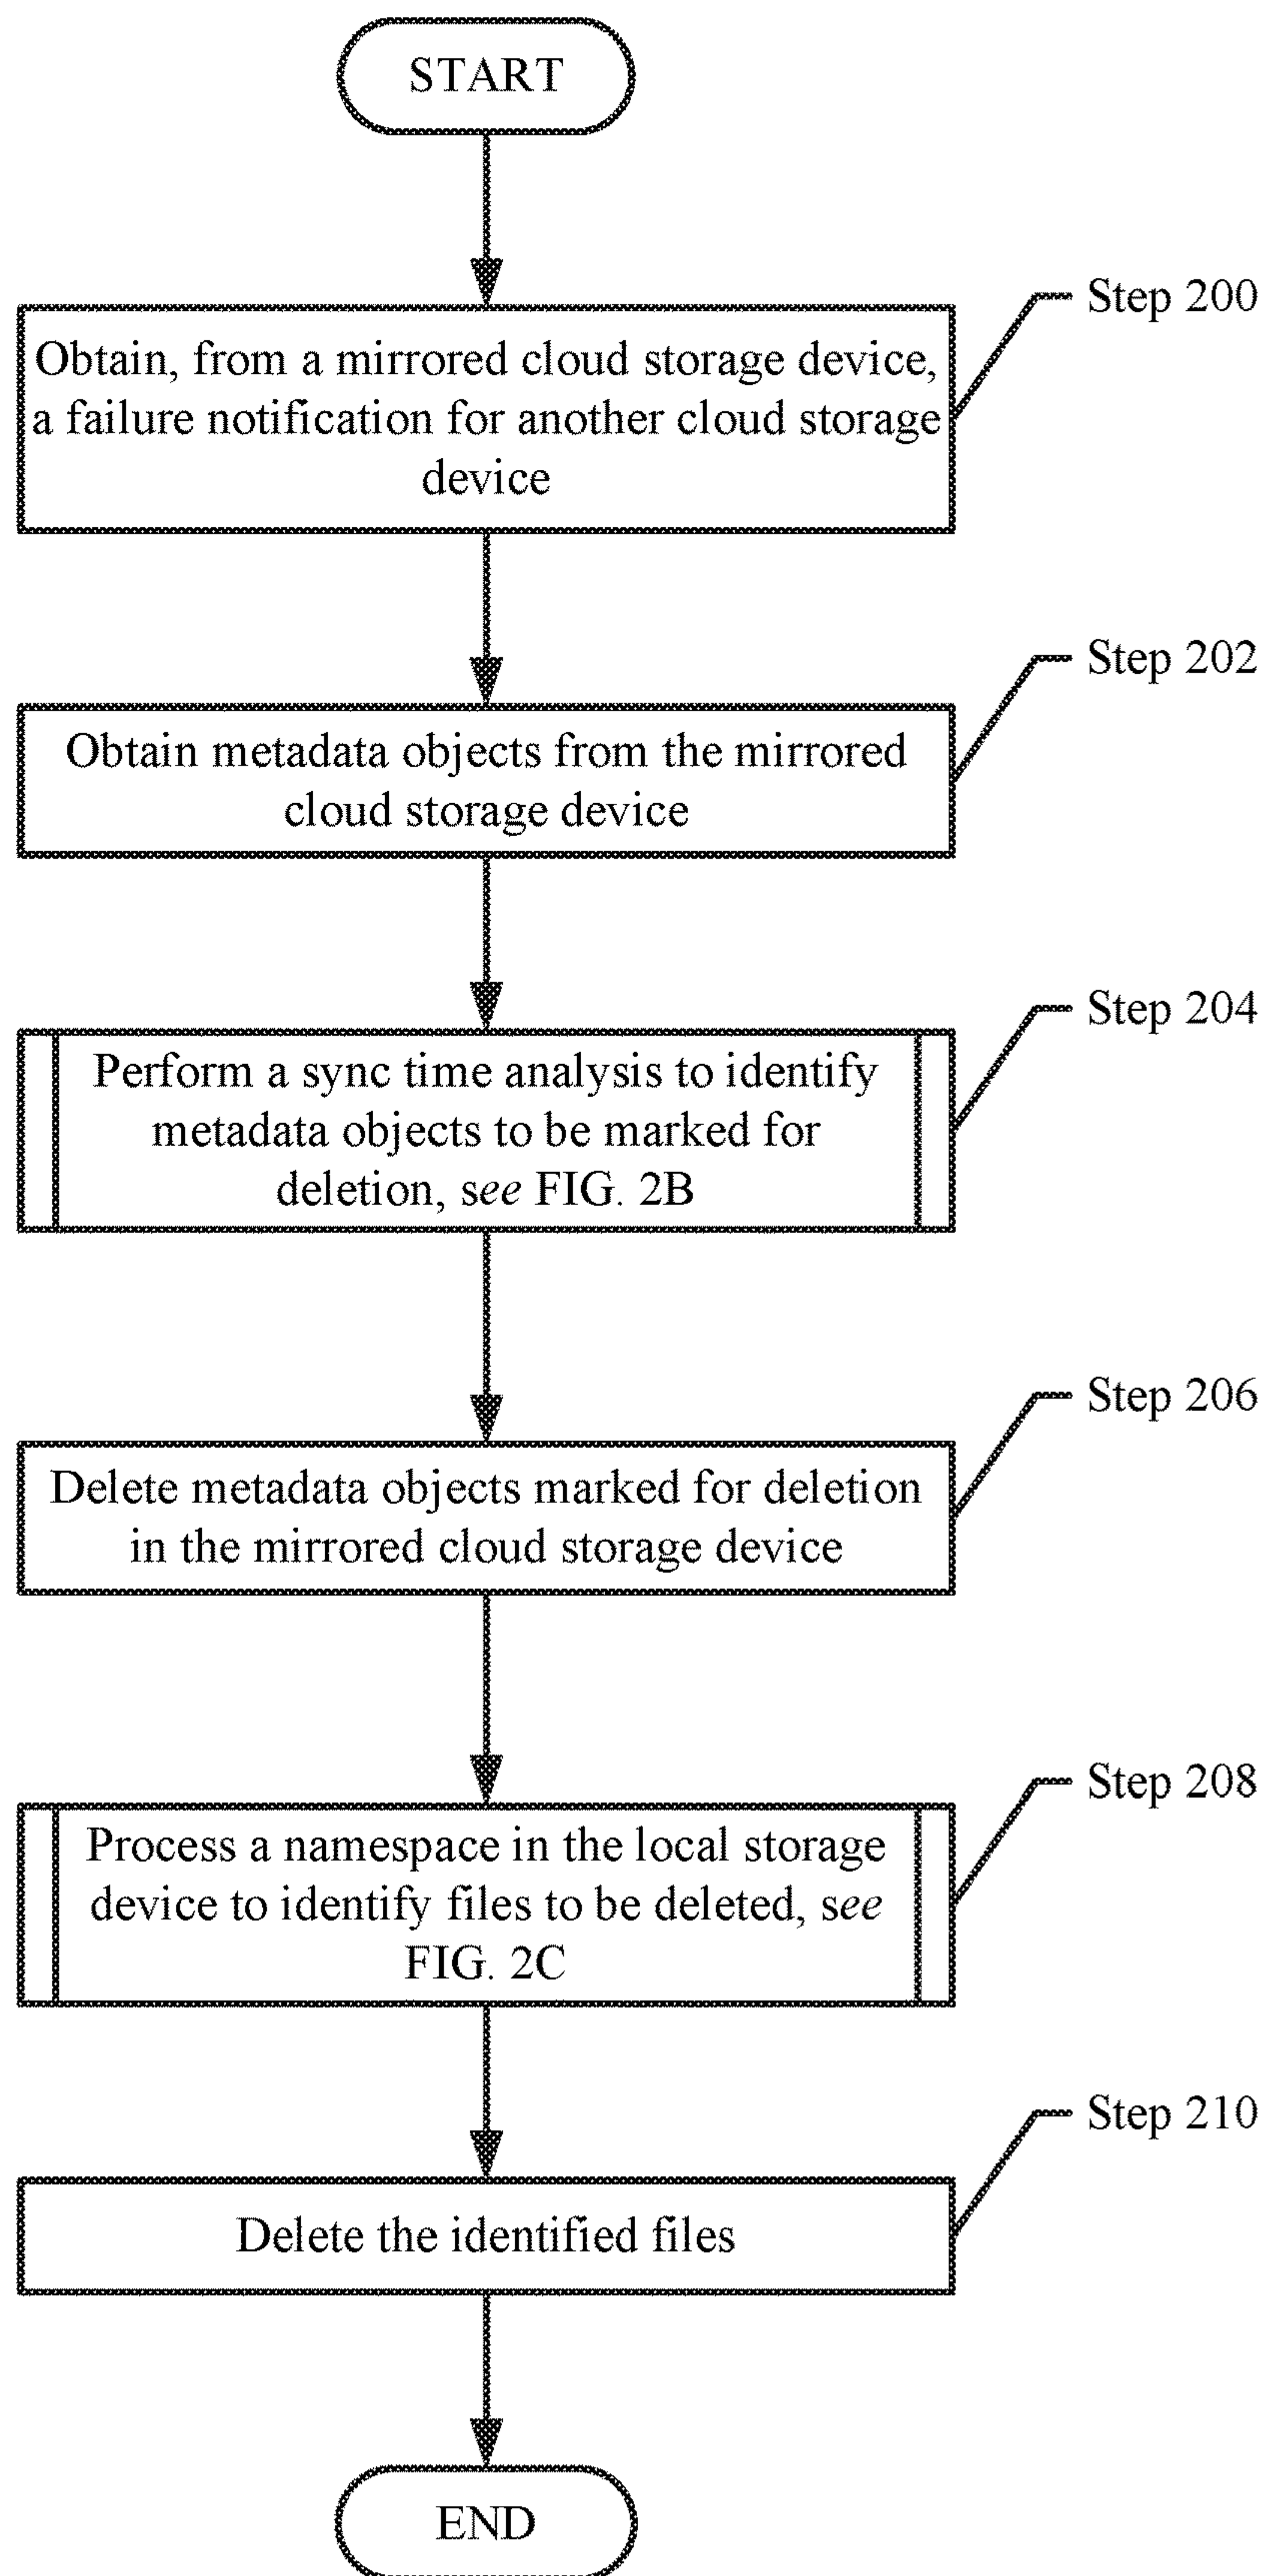 START
Step 200
Obtain, from a mirrored cloud storage device,
a failure notification for another cloud storage
device
Step 202
Obtain metadata objects from the mirrored
cloud storage device
Step 204
Perform a sync time analysis to identify
metadata objects to be marked for
deletion, see FIG. 2B
Step 206
Delete metadata objects marked for deletion
in the mirrored cloud storage device
Step 208
Process a namespace in the local storage
device to identify files to be deleted, see
FIG. 2C
Step 210
Delete the identified files
END